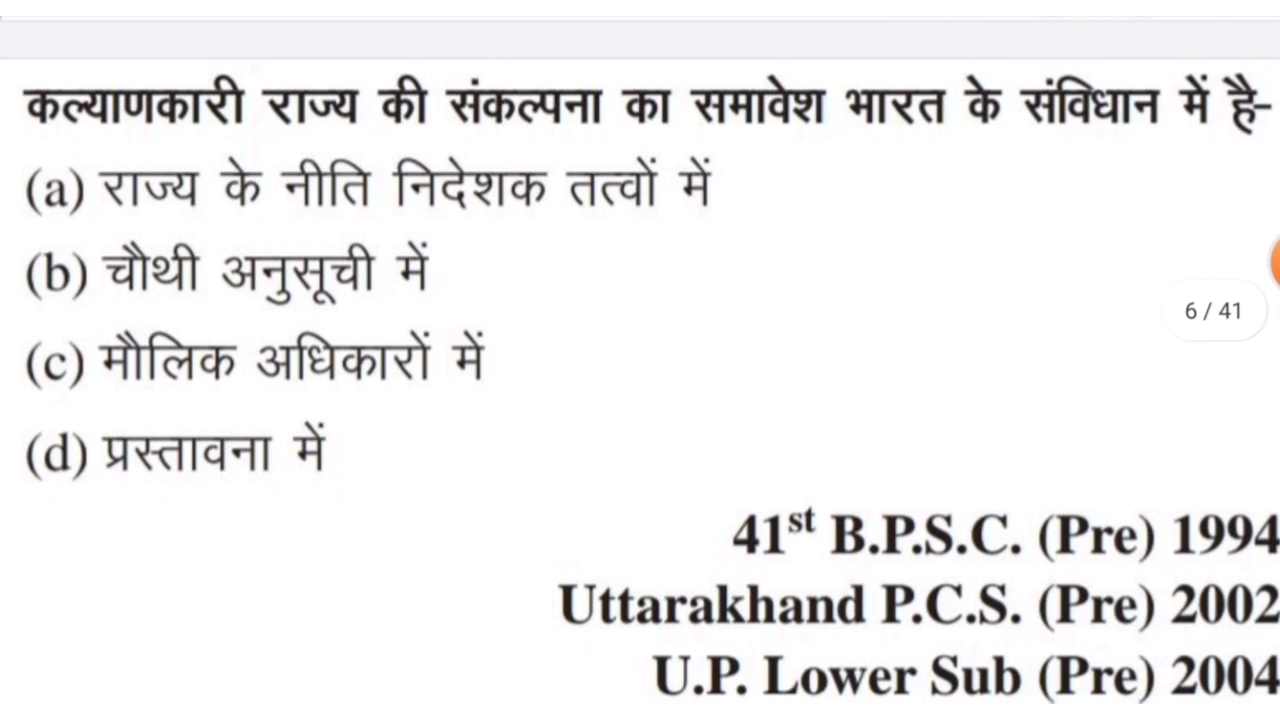 कल्याणकारी राज्य की संकल्पना का समावेश भारत के संविधान में है-
(a) राज्य के नीति निदेशक तत्वों में
(b) चौथी अनुसूची में
6 / 41
(c) मौलिक अधिकारों में
(d) प्रस्तावना में
41st B.P.S.C. (Pre) 1994
Uttarakhand P.C.S. (Pre) 2002
U.P. Lower Sub (Pre) 2004